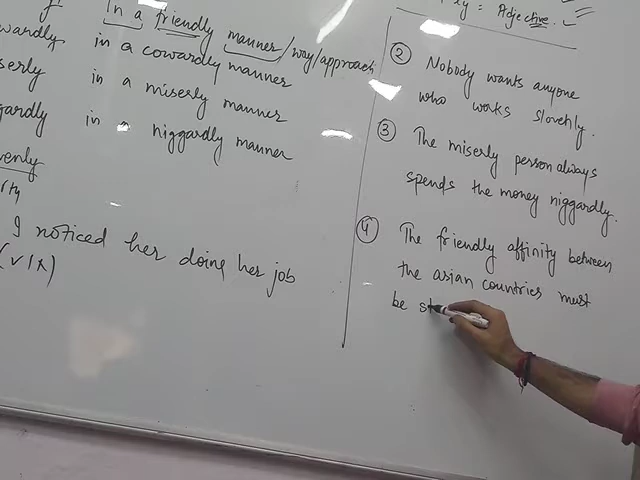 In a friendly manner/way/approach
wardly in a cowardly manner
serly in a miserly manner
gardly in a niggardly manner
venly
I noticed her doing her job
(✓/×)
ey = Adjective.
② Nobody wants anyone
who works slovenly.
③ The miserly person always
spends the money niggardly.
④ The friendly affinity between
the asian countries must
be st